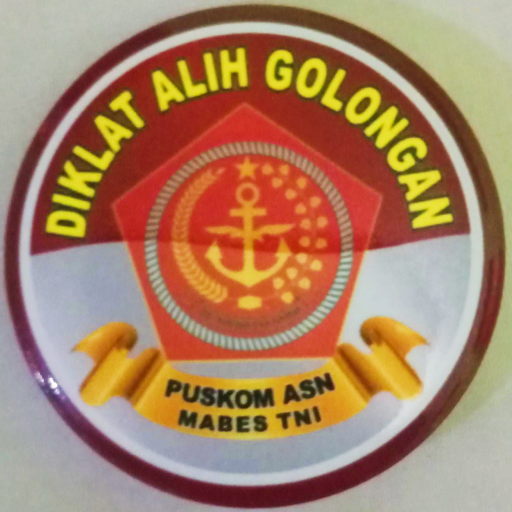 DIKLAT ALIH GOLONGAN
PUSKOM ASN
MABES TNI